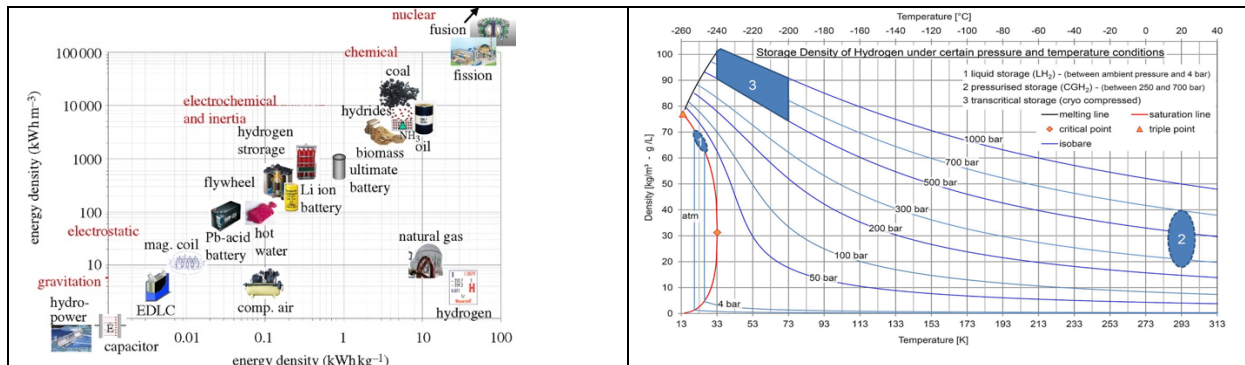 nuclear
fusion
100 000
chemical
fission
coal
10 000
electrochemical
and inertia
hydrides
NH3
oil
hydrogen
strorage
1000
biomass
ultimate
battery
flywheel
Li ion
battery
100
electrostatic
Pb-acid
battery
hot
water
mag. coil
natural gas
10
gravitation
hydro-
power
EDLC
comp. air
H
hydrogen
E
capacitor
0.01
0.1
1
10
100
energy density (kWh m–3)
energy density (kWh kg–1)
Temperature [°C]
-260 -240 -220 -200 -180 -160 -140 -120 -100 -80 -60 -40 -20 0 20 40
Storage Density of Hydrogen under certain pressure and temperature conditions
1 liquid storage (LH2) - (between ambient pressure and 4 bar)
2 pressurised storage (CGH2) - (between 250 and 700 bar)
3 transcritical storage (cryo compressed)
melting line
saturation line
critical point
triple point
isobare
3
1000 bar
700 bar
500 bar
300 bar
200 bar
100 bar
50 bar
4 bar
atm
2
100
90
80
70
60
50
40
30
20
10
0
Density [kg/m³ - g /L]
13 33 53 73 93 113 133 153 173 193 213 233 253 273 293 313
Temperature [K]